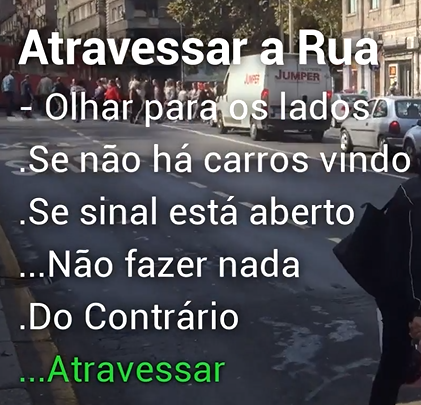 Atravessar a Rua
JUMPER JUMPER
- Olhar para os lados
.Se não há carros vindo
.Se sinal está aberto
...Não fazer nada
.Do Contrário
...Atravessar